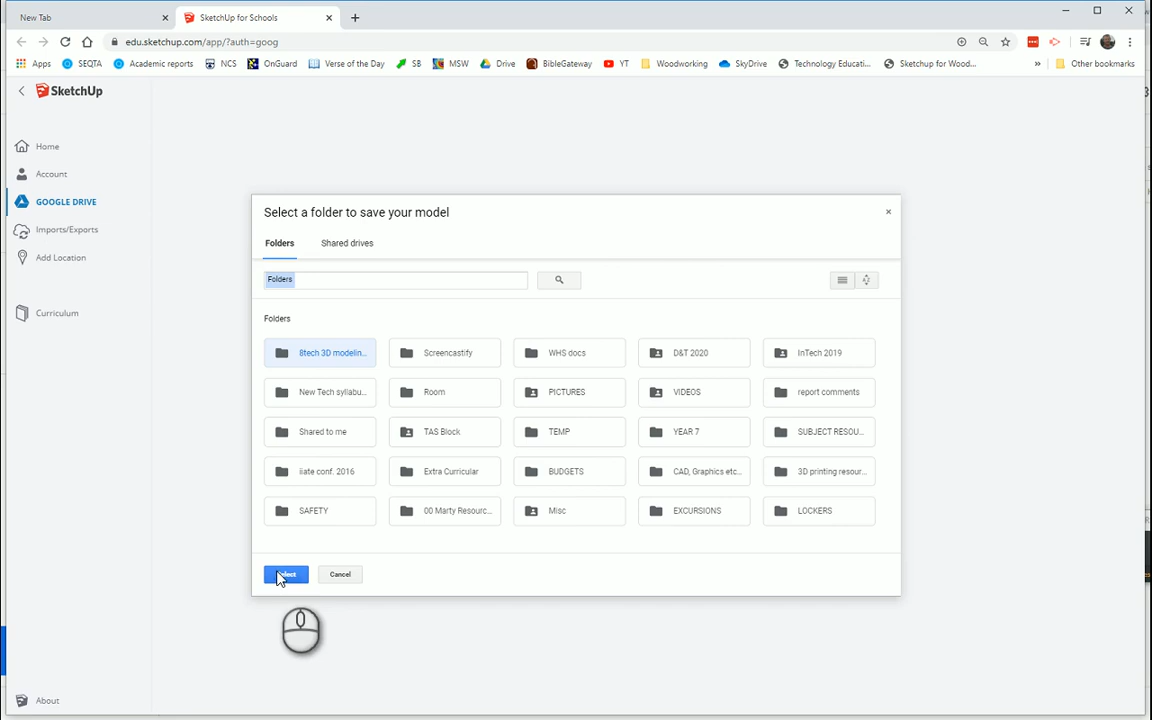 New Tab
SketchUp for Schools
edu.sketchup.com/app/?auth=goog
Apps SEQTA Academic reports NCS OnGuard Verse of the Day SB MSW Drive BibleGateway YT Woodworking SkyDrive Technology Educati... Sketchup for Wood... » Other bookmarks
SketchUp
Home
Account
GOOGLE DRIVE
Imports/Exports
Add Location
Curriculum
About
Select a folder to save your model
Folders Shared drives
Folders
Folders
8tech 3D modelin... Screencastify WHS docs D&T 2020 InTech 2019
New Tech syllabu... Room PICTURES VIDEOS report comments
Shared to me TAS Block TEMP YEAR 7 SUBJECT RESOU...
iiate conf. 2016 Extra Curricular BUDGETS CAD, Graphics etc... 3D printing resour...
SAFETY 00 Marty Resourc... Misc EXCURSIONS LOCKERS
Cancel